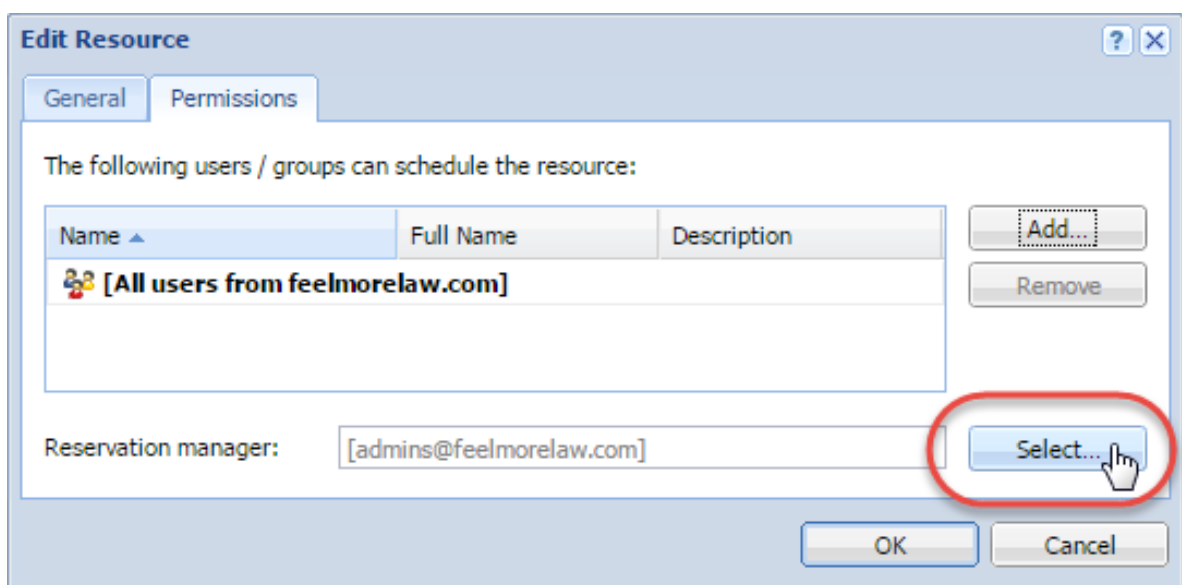 Edit Resource
General Permissions
The following users / groups can schedule the resource:
Name Full Name Description Add...
[All users from feelmorelaw.com] Remove
Reservation manager: [admins@feelmorelaw.com] Select...
OK Cancel